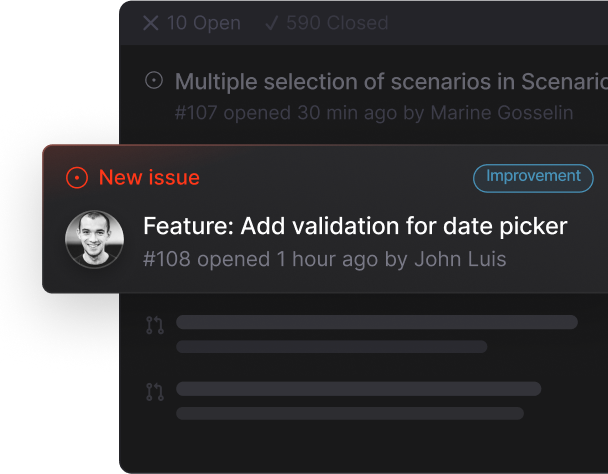 10 Open 590 Closed
Multiple selection of scenarios in Scenario
#107 opened 30 min ago by Marine Gosselin
New issue Improvement
Feature: Add validation for date picker
#108 opened 1 hour ago by John Luis